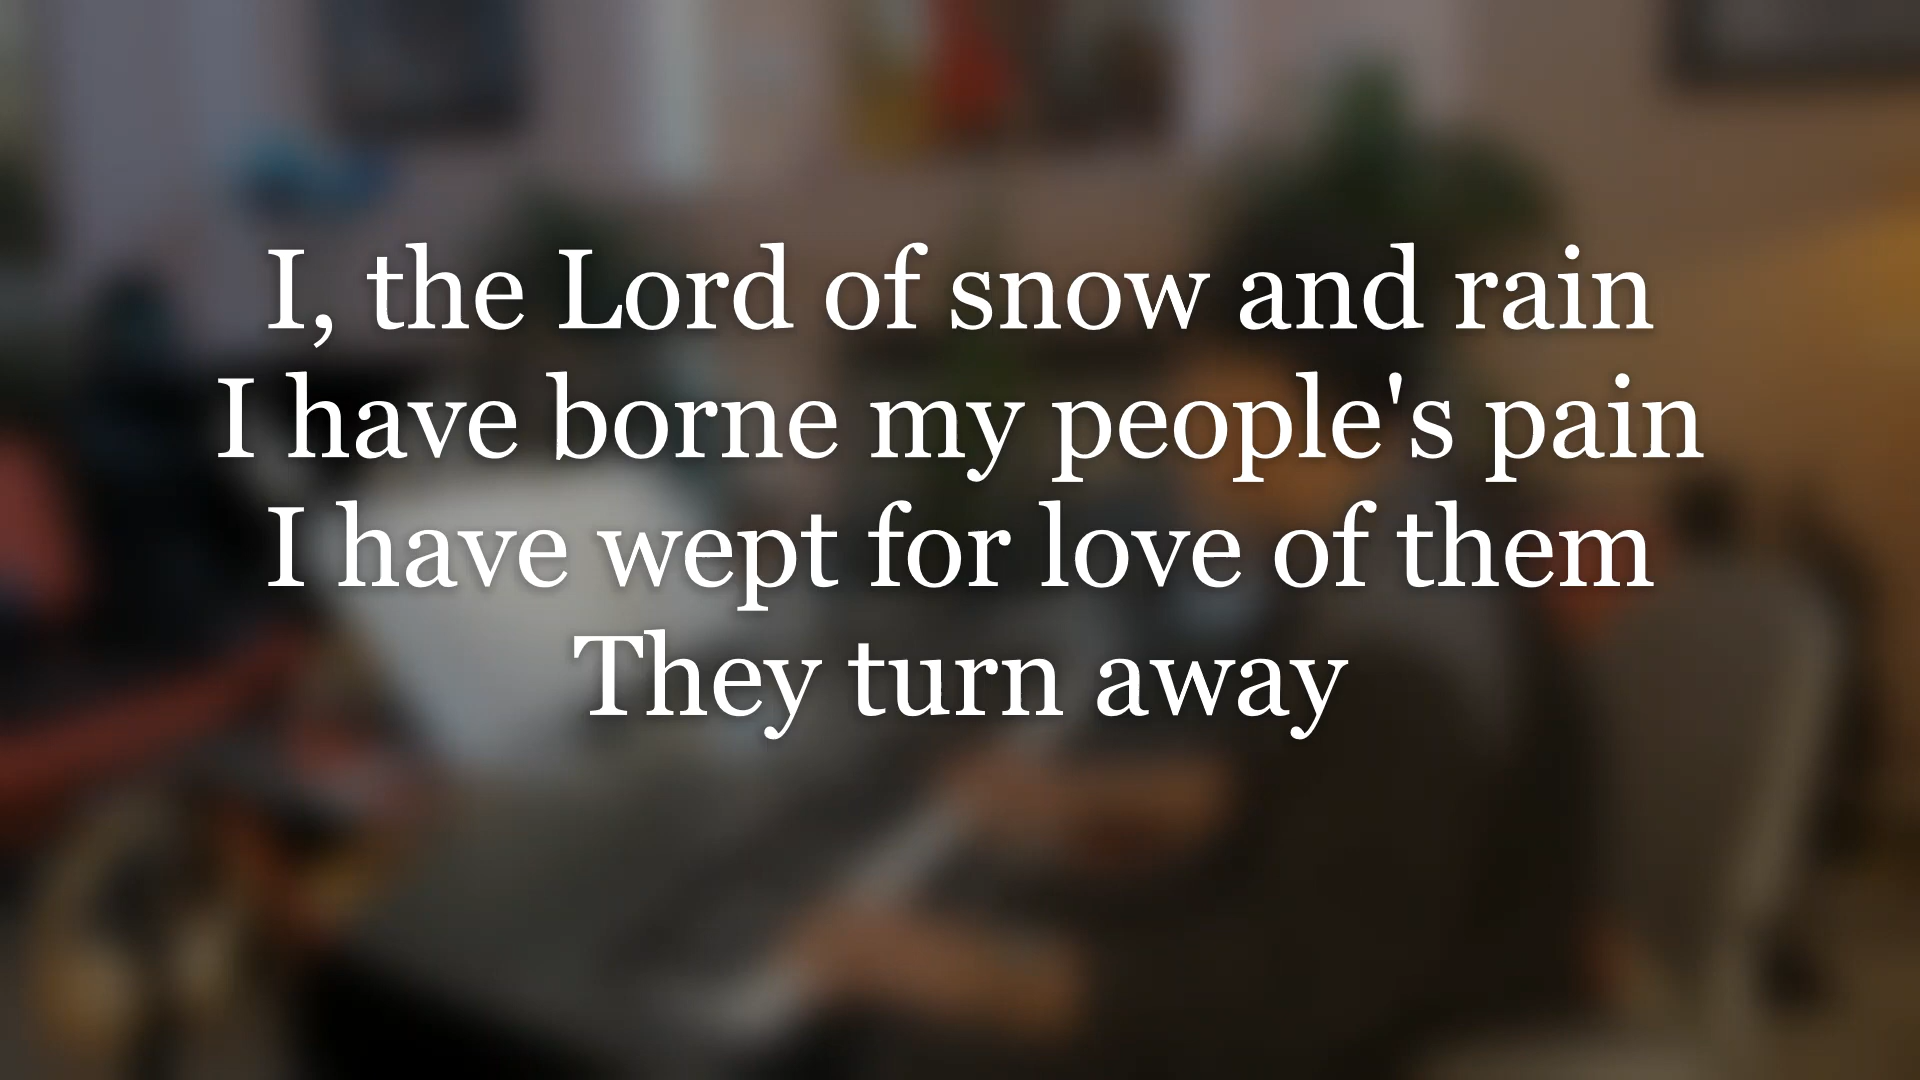 I, the Lord of snow and rain
I have borne my people's pain
I have wept for love of them
They turn away